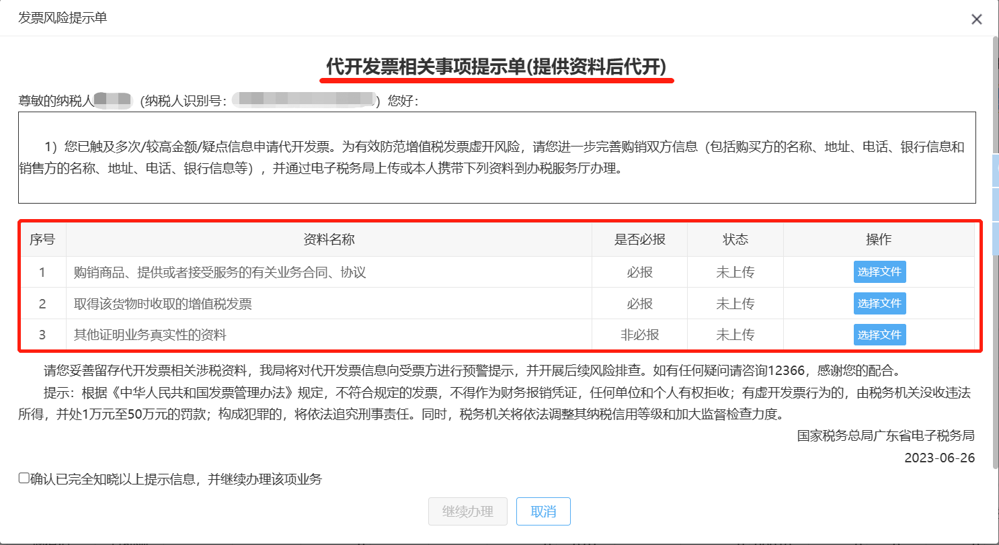 发票风险提示单
代开发票相关事项提示单(提供资料后代开)
尊敬的纳税人 (纳税人识别号: ) 您好:
1）您已触及多次/较高金额/疑点信息申请代开发票。为有效防范增值税发票虚开风险，请您进一步完善购销双方信息（包括购买方的名称、地址、电话、银行信息和
销售方的名称、地址、电话、银行信息等），并通过电子税务局上传或本人携带下列资料到办税服务厅办理。
序号 资料名称 是否必报 状态 操作
1 购销商品、提供或者接受服务的有关业务合同、协议 必报 未上传 选择文件
2 取得该货物时收取的增值税发票 必报 未上传 选择文件
3 其他证明业务真实性的资料 非必报 未上传 选择文件
请您妥善留存代开发票相关涉税资料，我局将对代开发票信息向受票方进行预警提示，并开展后续风险排查。如有任何疑问请咨询12366，感谢您的配合。
提示：根据《中华人民共和国发票管理办法》规定，不符合规定的发票，不得作为财务报销凭证，任何单位和个人有权拒收；有虚开发票行为的，由税务机关没收违法
所得，并处1万元至50万元的罚款；构成犯罪的，将依法追究刑事责任。同时，税务机关将依法调整其纳税信用等级和加大监督检查力度。
国家税务总局广东省电子税务局
2023-06-26
确认已完全知晓以上提示信息，并继续办理该项业务
继续办理 取消